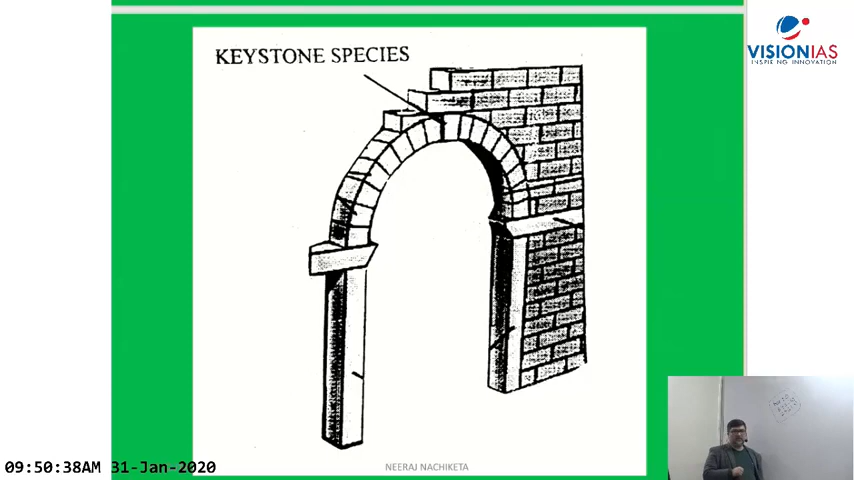 KEYSTONE SPECIES
VISIONIAS
INSPIRING INNOVATION
09:50:38AM 31-Jan-2020
NEERAJ NACHIKETA